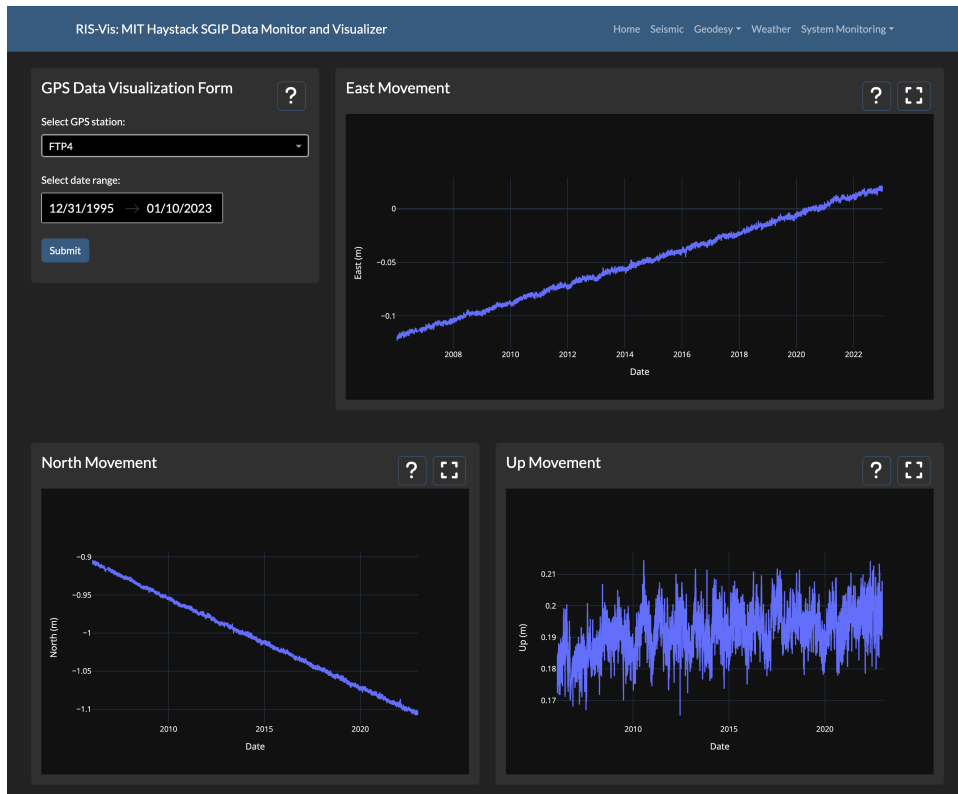 RIS-Vis: MIT Haystack SGIP Data Monitor and Visualizer
Home Seismic Geodesy Weather System Monitoring
GPS Data Visualization Form
?
Select GPS station:
FTP4
Select date range:
12/31/1995 → 01/10/2023
Submit
East Movement
?
0
−0.05
−0.1
East (m)
2008 2010 2012 2014 2016 2018 2020 2022
Date
North Movement
?
−0.9
−0.95
−1
−1.05
−1.1
North (m)
2010 2015 2020
Date
Up Movement
?
0.21
0.2
0.19
0.18
0.17
Up (m)
2010 2015 2020
Date